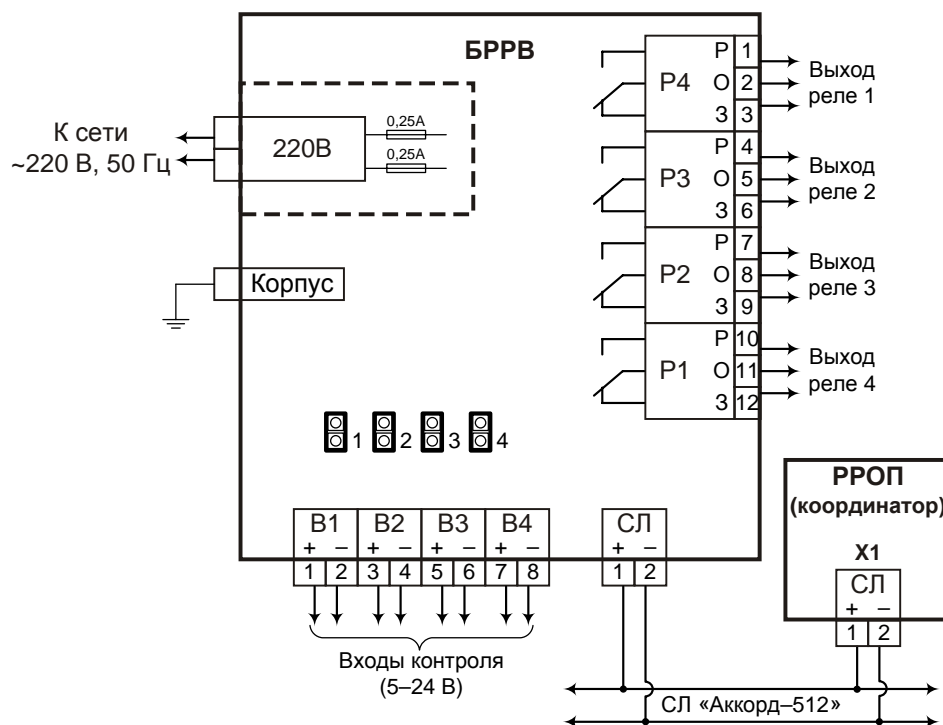 БРРВ
К сети
~220 В, 50 Гц
220В
0,25А
0,25А
Корпус
Р4
Р 1
О 2
З 3
Выход
реле 1
Р3
Р 4
О 5
З 6
Выход
реле 2
Р2
Р 7
О 8
З 9
Выход
реле 3
Р1
Р 10
О 11
З 12
Выход
реле 4
1 2 3 4
В1 В2 В3 В4
+ – + – + – + –
1 2 3 4 5 6 7 8
Входы контроля
(5–24 В)
СЛ
+ –
1 2
РРОП
(координатор)
X1
СЛ
+ –
1 2
СЛ «Аккорд–512»